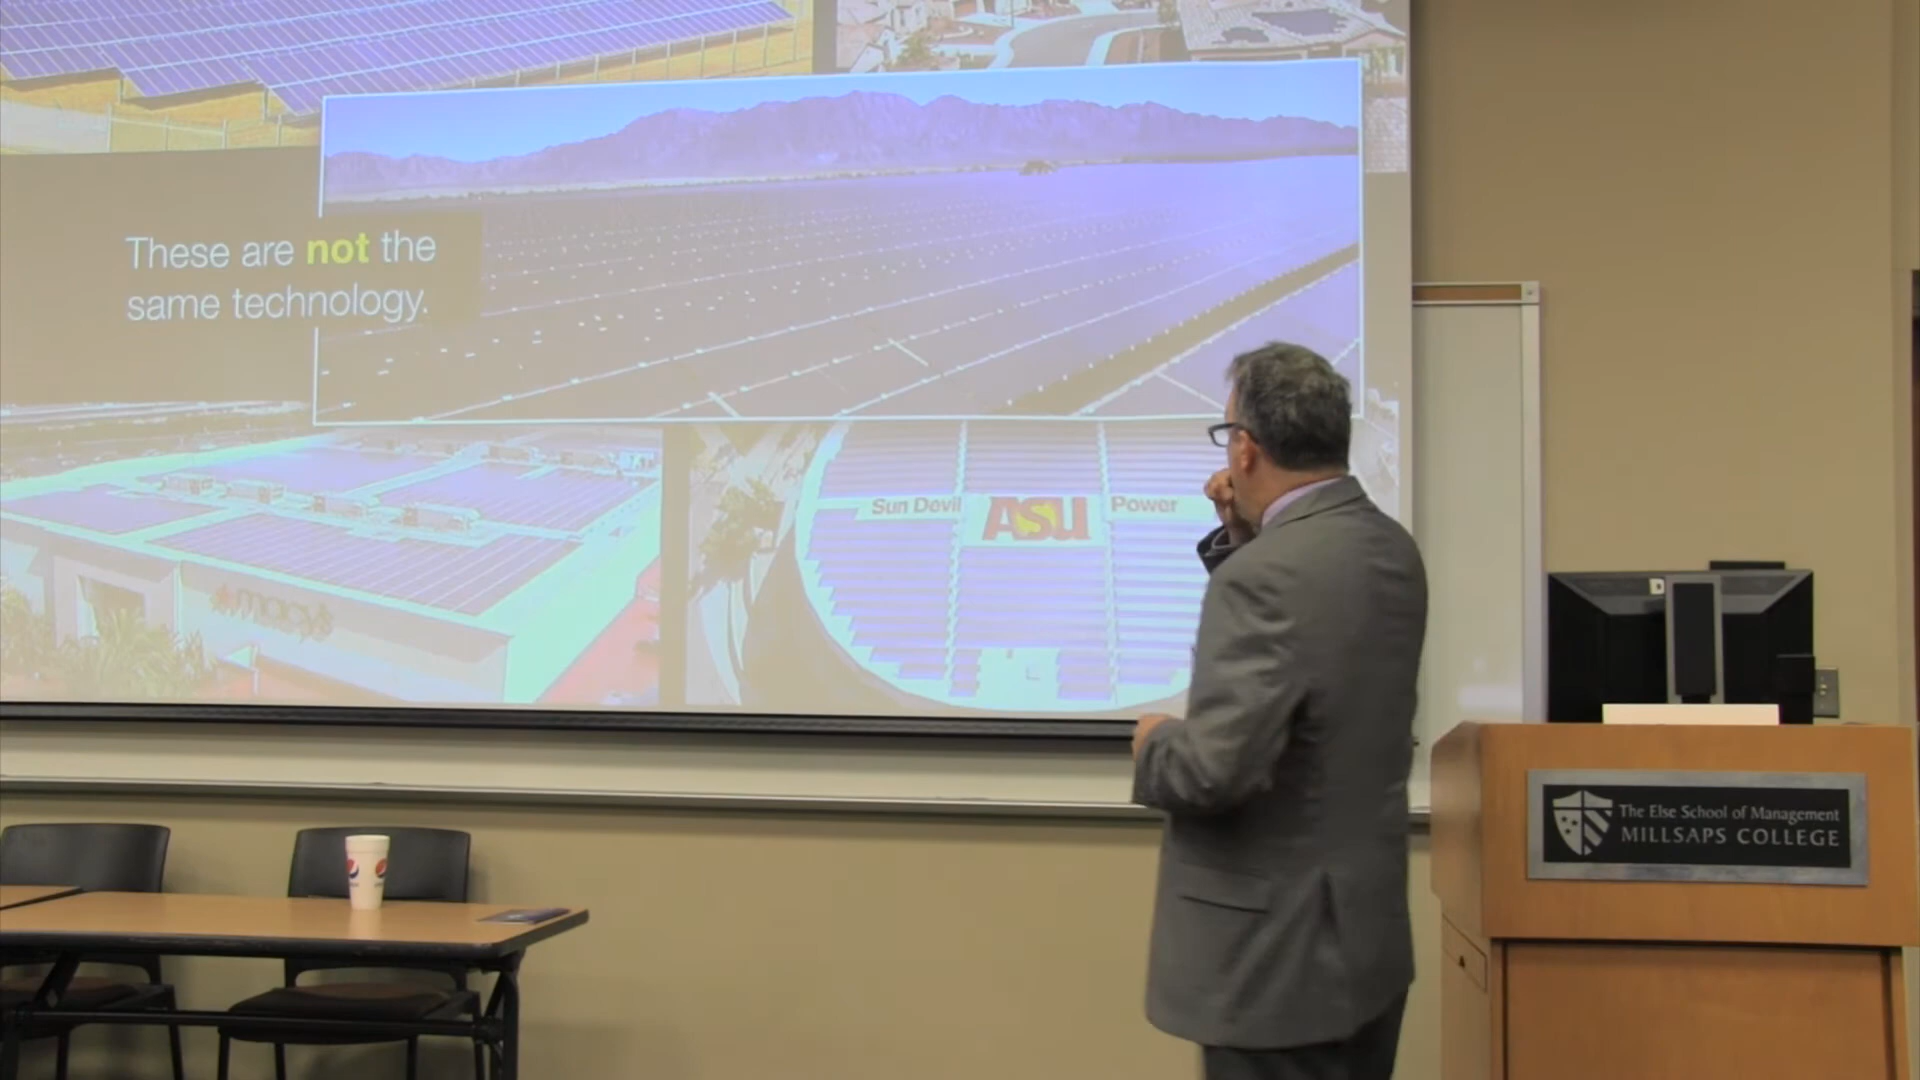 These are not the
same technology.
macy's
Sun Devil ASU Power
The Else School of Management
MILLSAPS COLLEGE